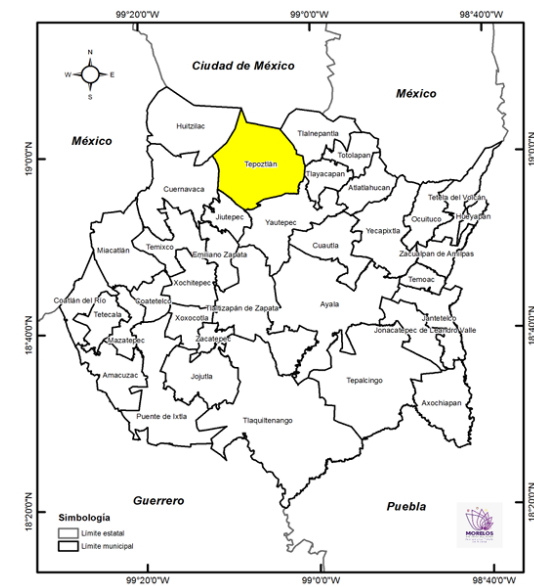 99°20'0"W
99°0'0"W
98°40'0"W
Ciudad de México
México
México
N
W
E
S
Huitzilac
Tlalnepantla
Totolapan
Tepoztlán
Tlayacapan
Atlatlahucan
Cuernavaca
Tetela del Volcán
Jiutepec
Yautepec
Ocuituco
Hueyapan
Yecapixtla
Cuautla
Temixco
Miacatlán
Emiliano Zapata
Zacualpan de Amilpas
Temoac
Xochitepec
Coatlán del Río
Coatetelco
Tlaltizapán de Zapata
Ayala
Tetecala
Xoxocotla
Jantetelco
Jonacatepec de Leandro Valle
Mazatepec
Zacatepec
Amacuzac
Jojutla
Tepalcingo
Axochiapan
Puente de Ixtla
Tlaquiltenango
19°0'0"N
19°0'0"N
18°40'0"N
18°40'0"N
18°20'0"N
18°20'0"N
Guerrero
Puebla
Simbología
Límite estatal
Límite municipal
MORELOS
99°20'0"W
99°0'0"W
98°40'0"W